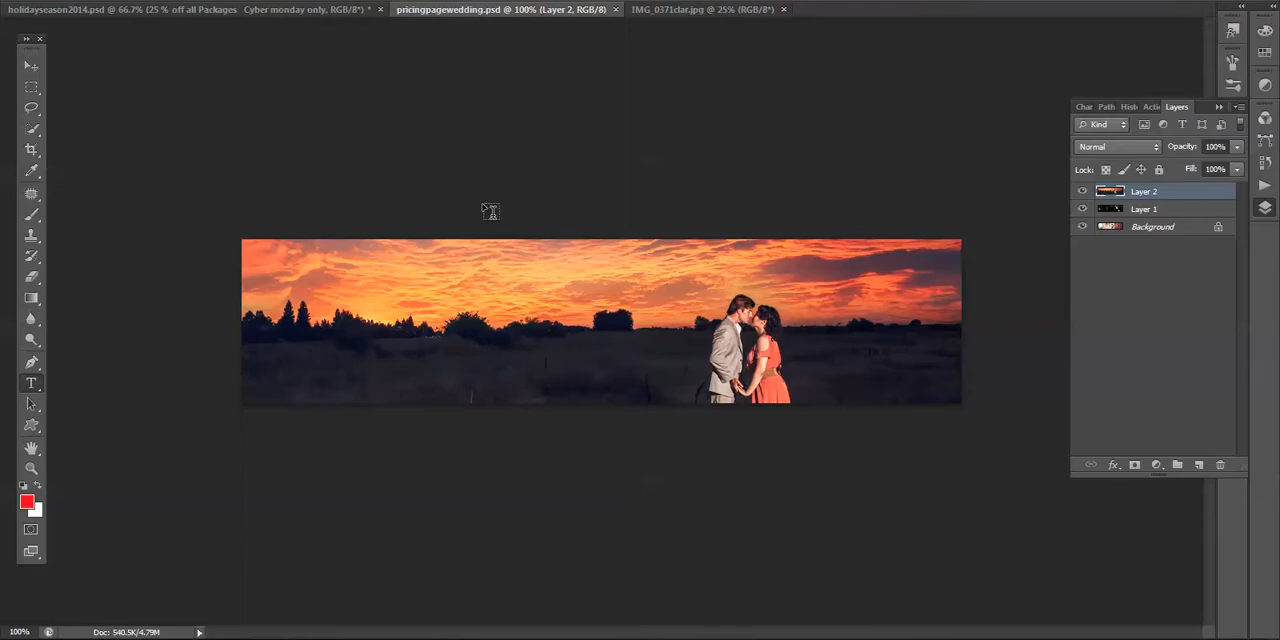 holidayseason2014.psd @ 66.7% (25 % off all Packages Cyber monday only, RGB/8) *
pricingpagewedding.psd @ 100% (Layer 2, RGB/8)
IMG_0371clar.jpg @ 25% (RGB/8*)
Char Path Hist Acti Layers
Kind
Normal Opacity: 100%
Lock: Fill: 100%
Layer 2
Layer 1
Background
fx
T
100% Doc: 540.5K/4.79M